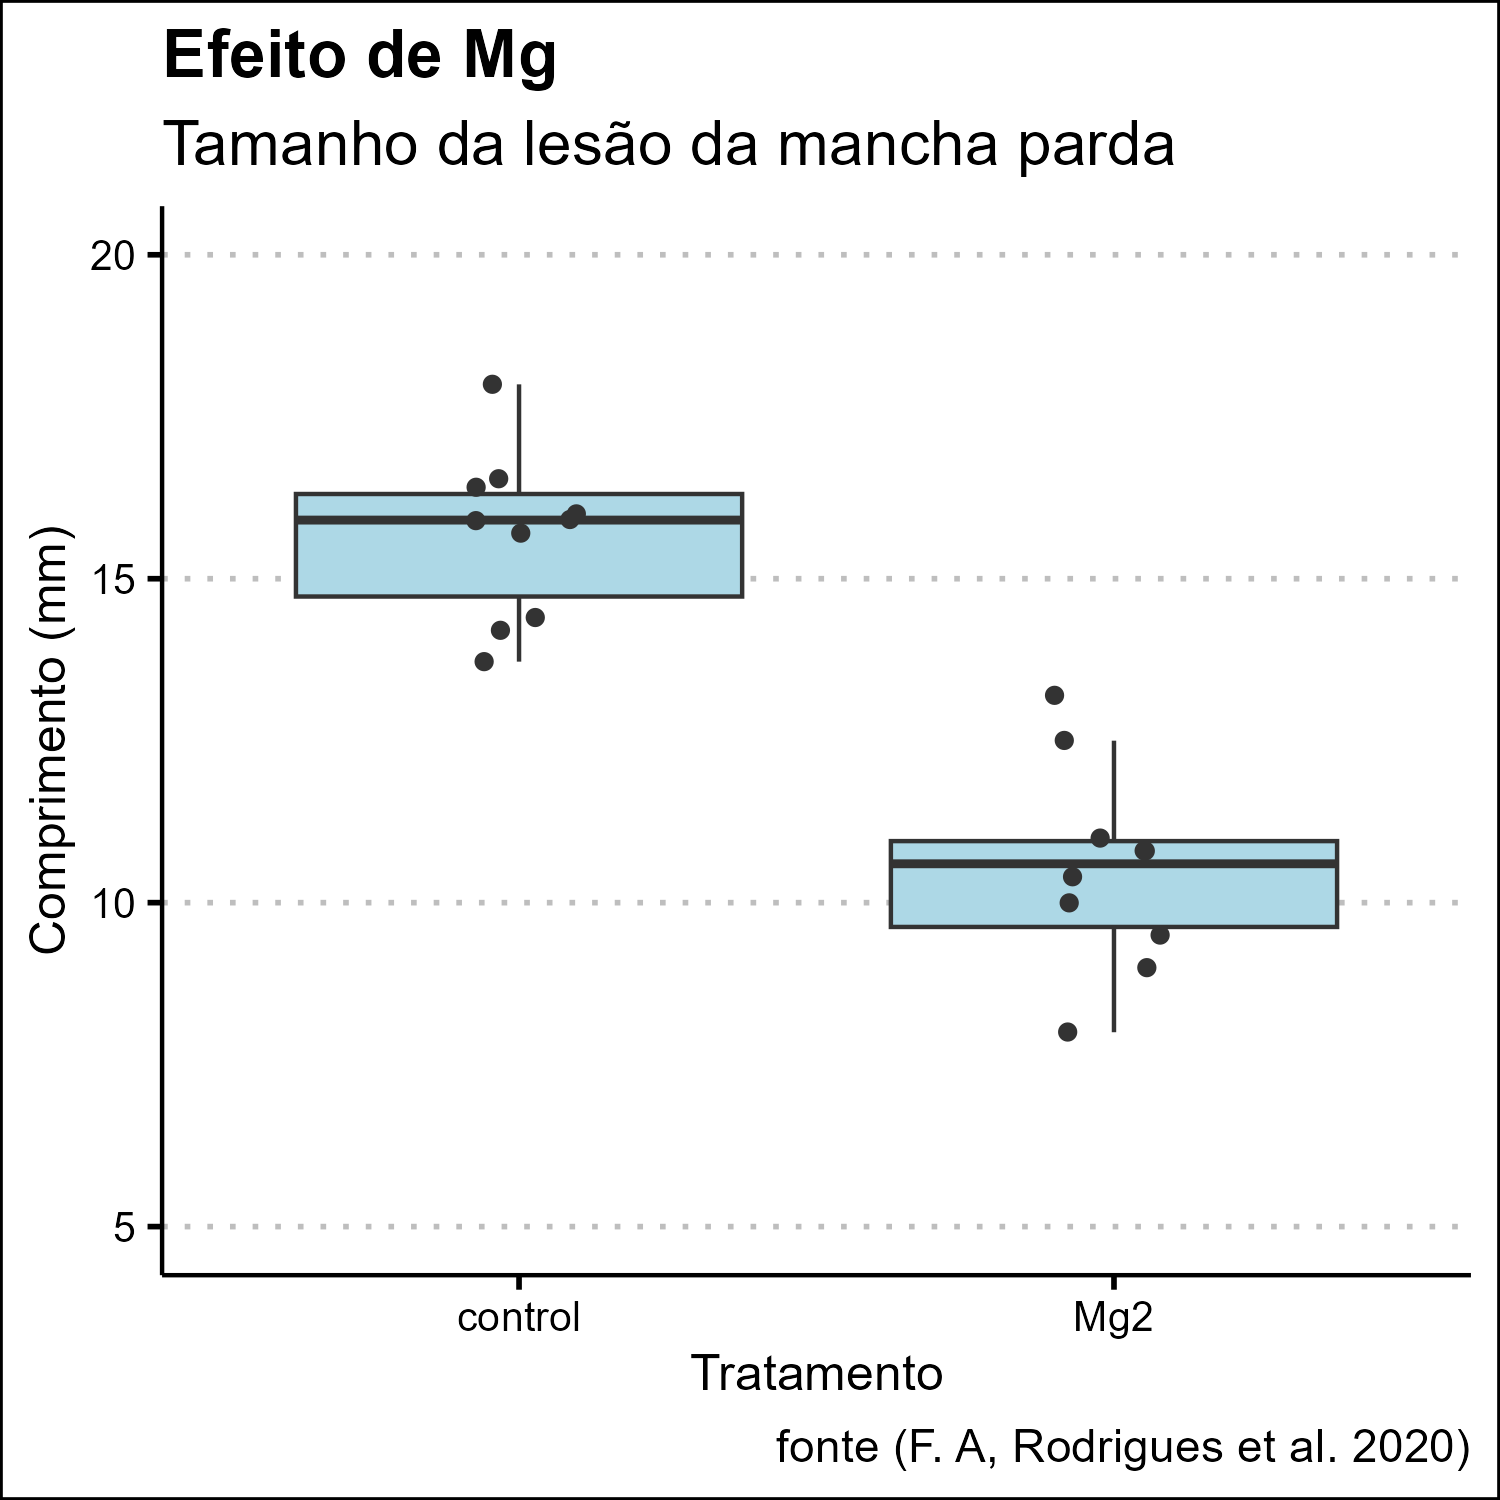 Efeito de Mg
Tamanho da lesão da mancha parda
20
15
10
5
Comprimento (mm)
control
Mg2
Tratamento
fonte (F. A, Rodrigues et al. 2020)